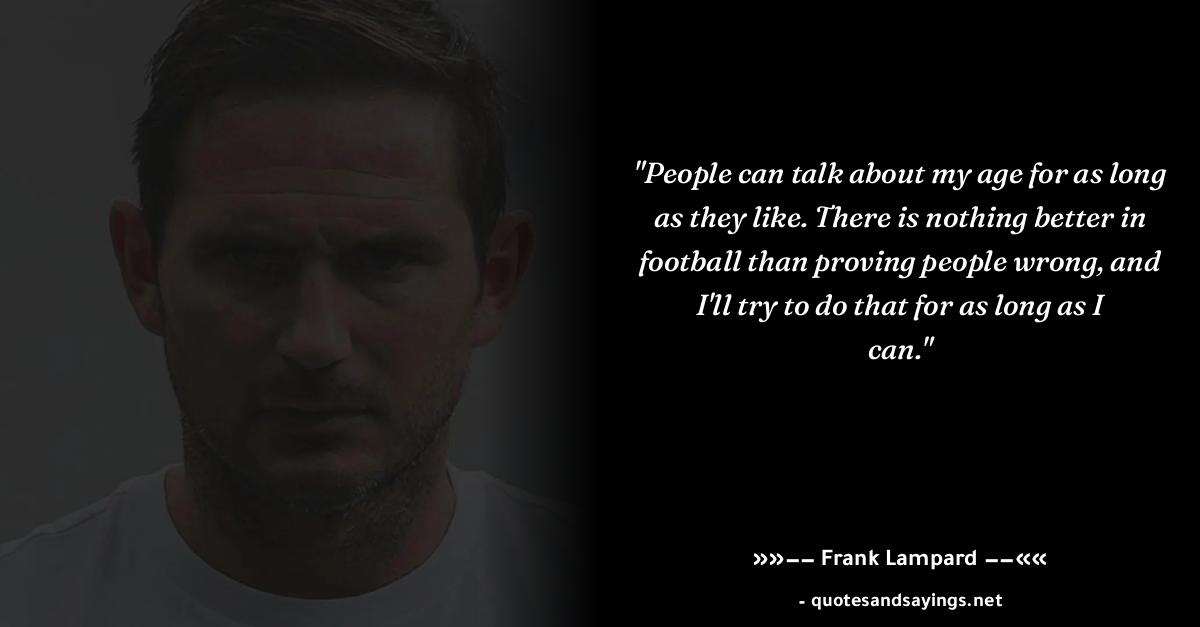 "People can talk about my age for as long
as they like. There is nothing better in
football than proving people wrong, and
I'll try to do that for as long as I
can."
»»−− Frank Lampard −−««
- quotesandsayings.net